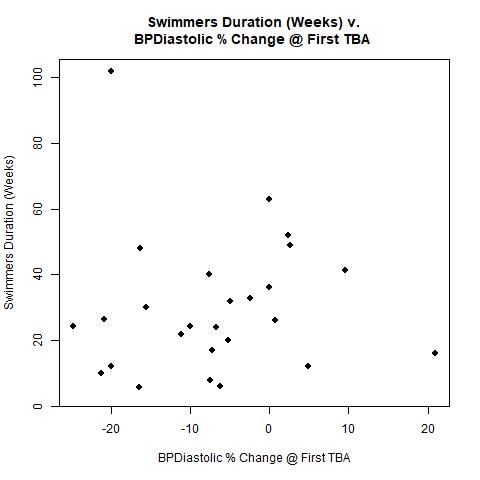 Swimmers Duration (Weeks) v.
BPDiastolic % Change @ First TBA
Swimmers Duration (Weeks)
100
80
60
40
20
0
-20 -10 0 10 20
BPDiastolic % Change @ First TBA